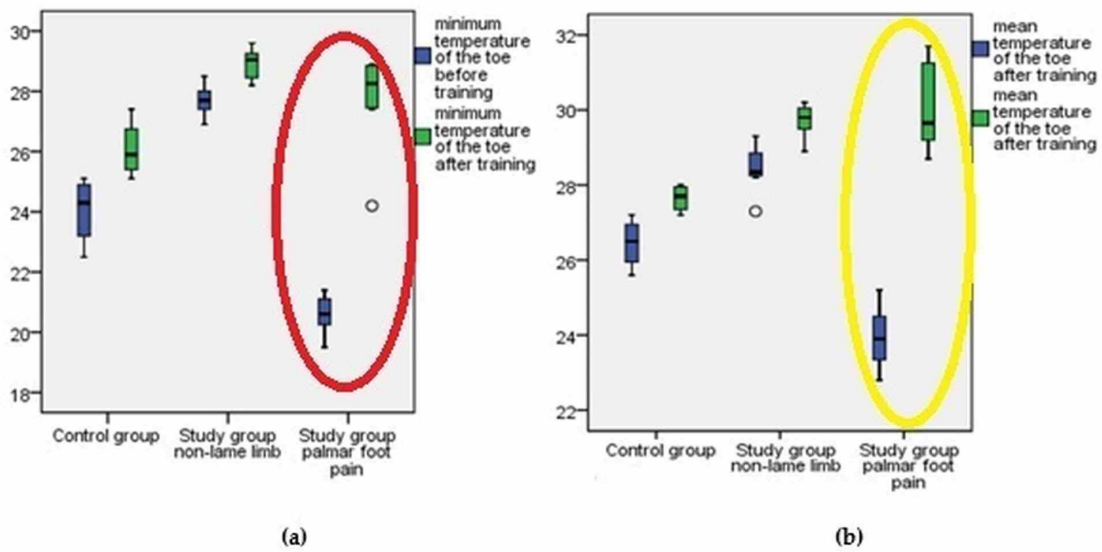 30
28
26
24
22
20
18
minimum
temperature
of the toe
before
training
minimum
temperature
of the toe
after training
Control group
Study group
non-lame limb
Study group
palmar foot
pain
(a)
32
30
28
26
24
22
mean
temperature
of the toe
after training
mean
temperature
of the toe
after training
Control group
Study group
non-lame limb
Study group
palmar foot
pain
(b)